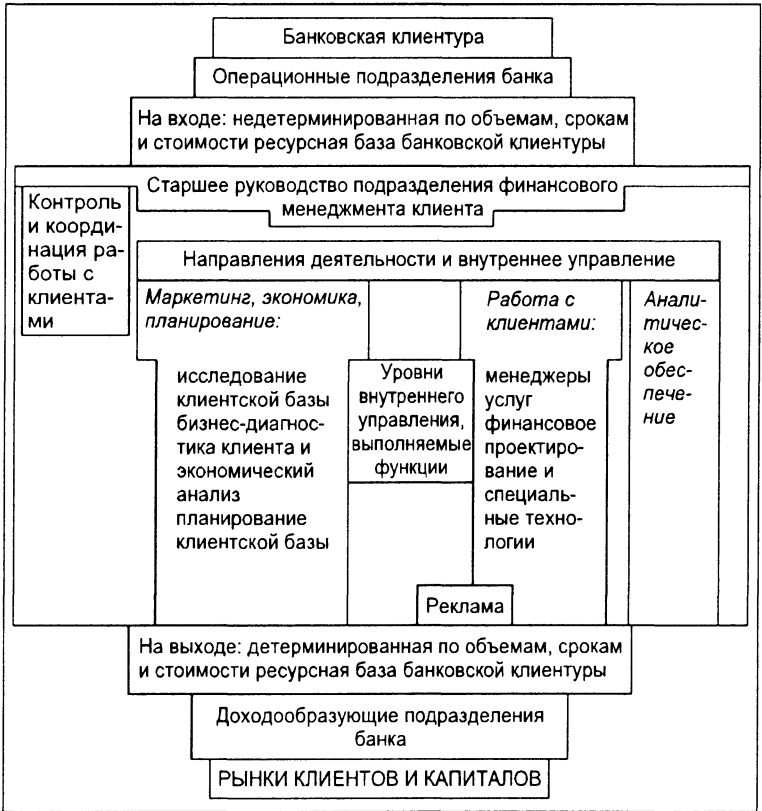 Банковская клиентура
Операционные подразделения банка
На входе: недетерминированная по объемам, срокам
и стоимости ресурсная база банковской клиентуры
Старшее руководство подразделения финансового
менеджмента клиента
Контроль
и коорди-
нация ра-
боты с
клиента-
ми
Направления деятельности и внутреннее управление
Маркетинг, экономика,
планирование:
исследование
клиентской базы
бизнес-диагнос-
тика клиента и
экономический
анализ
планирование
клиентской базы
Уровни
внутреннего
управления,
выполняемые
функции
Работа с
клиентами:
менеджеры
услуг
финансовое
проектиро-
вание и
специаль-
ные техно-
логии
Анали-
тичес-
кое
обес-
пече-
ние
Реклама
На выходе: детерминированная по объемам, срокам
и стоимости ресурсная база банковской клиентуры
Доходообразующие подразделения
банка
РЫНКИ КЛИЕНТОВ И КАПИТАЛОВ